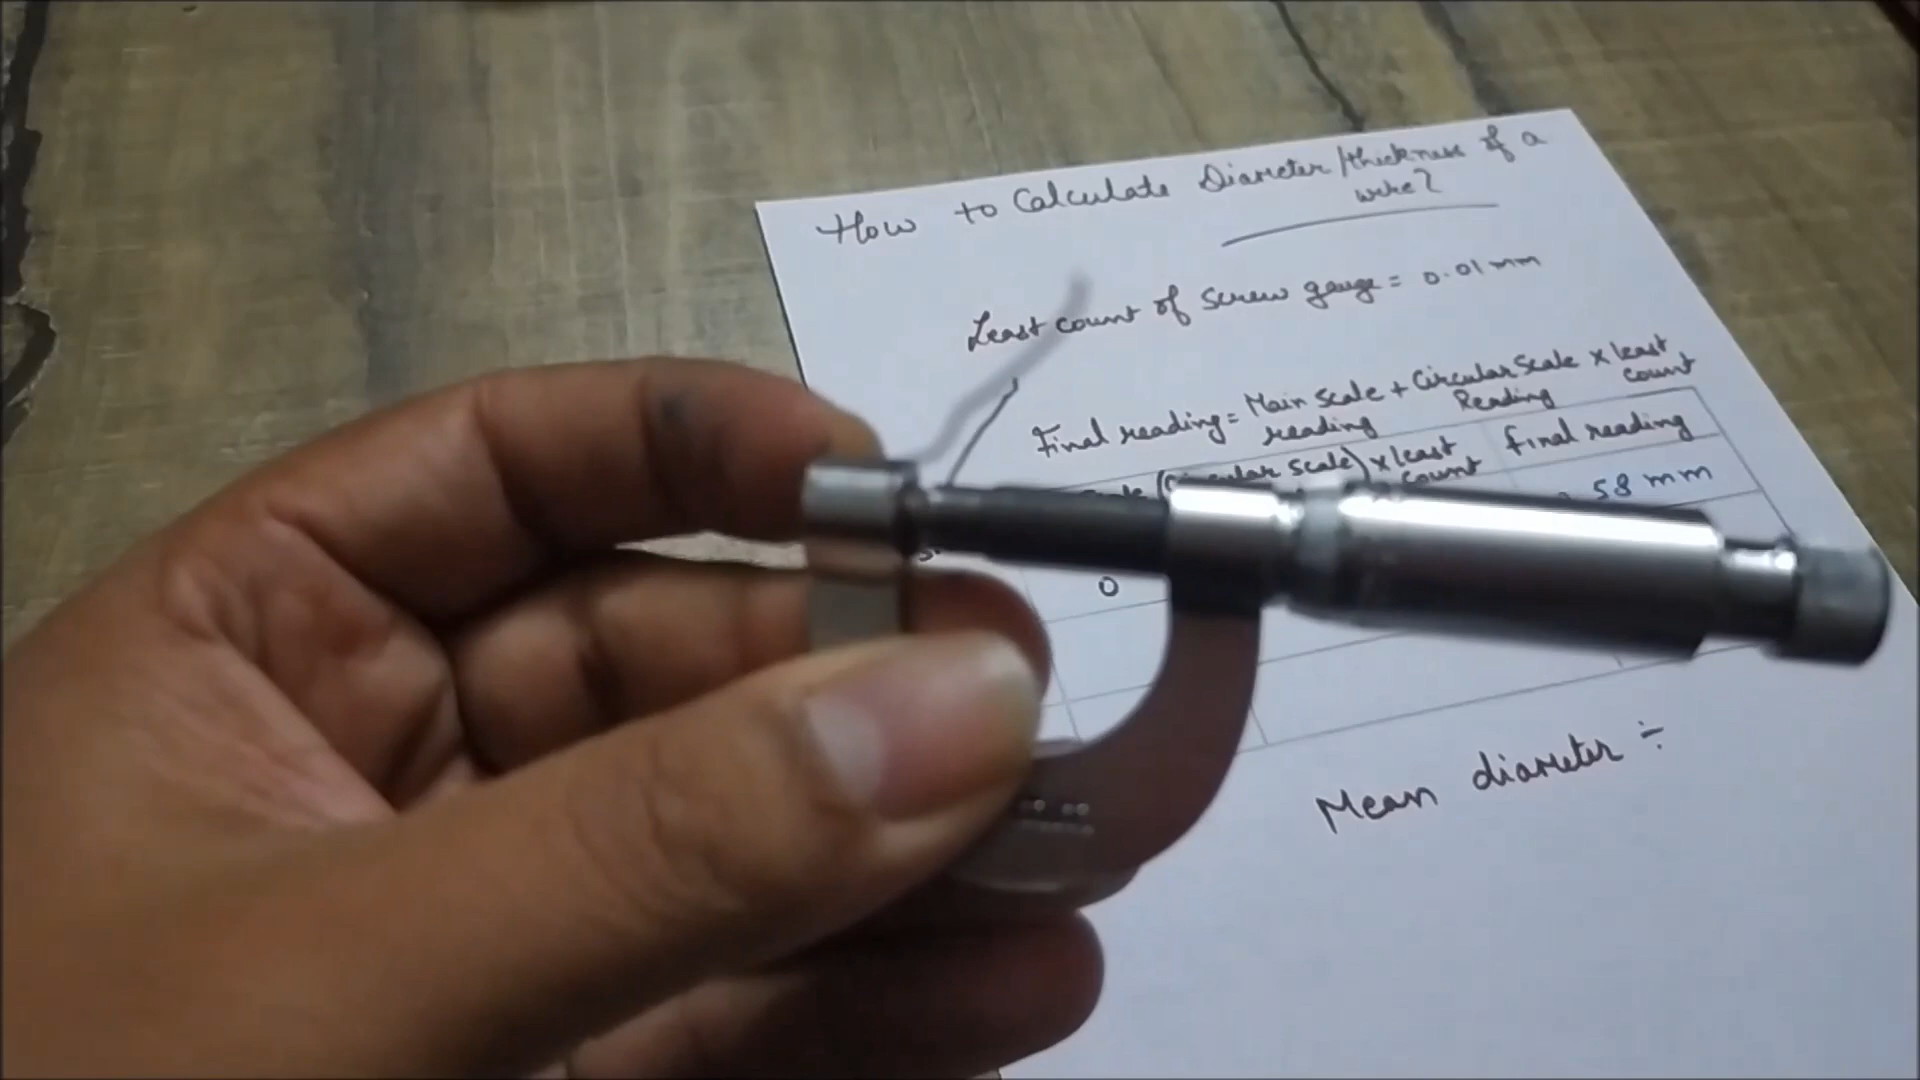 How to Calculate Diameter/thickness of a
wire?
Least count of screw gauge = 0.01 mm
Final reading = Main Scale + Circular Scale × least
reading Reading count
(Circular Scale) × least final reading
count
58 mm
0
Mean diameter ÷